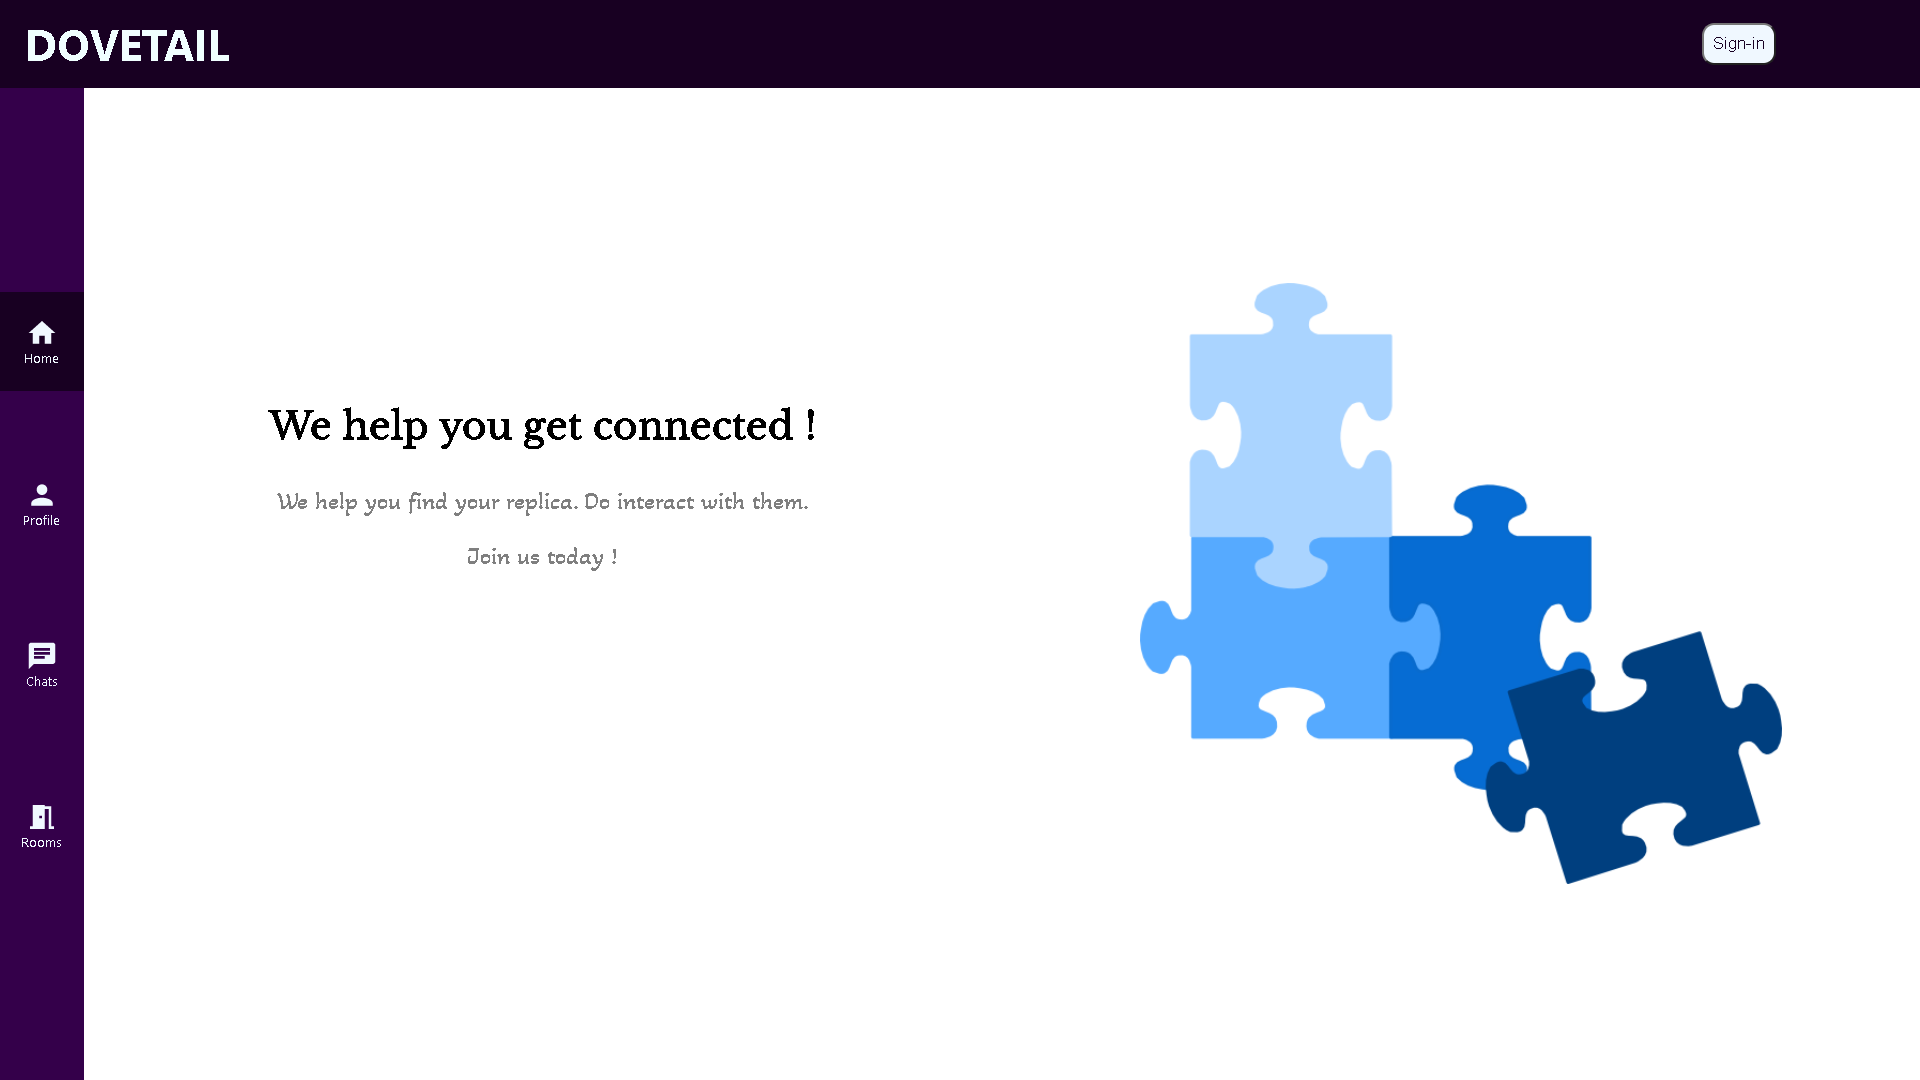 DOVETAIL
Sign-in
Home
Profile
Chats
Rooms
We help you get connected !
We help you find your replica. Do interact with them.
Join us today !